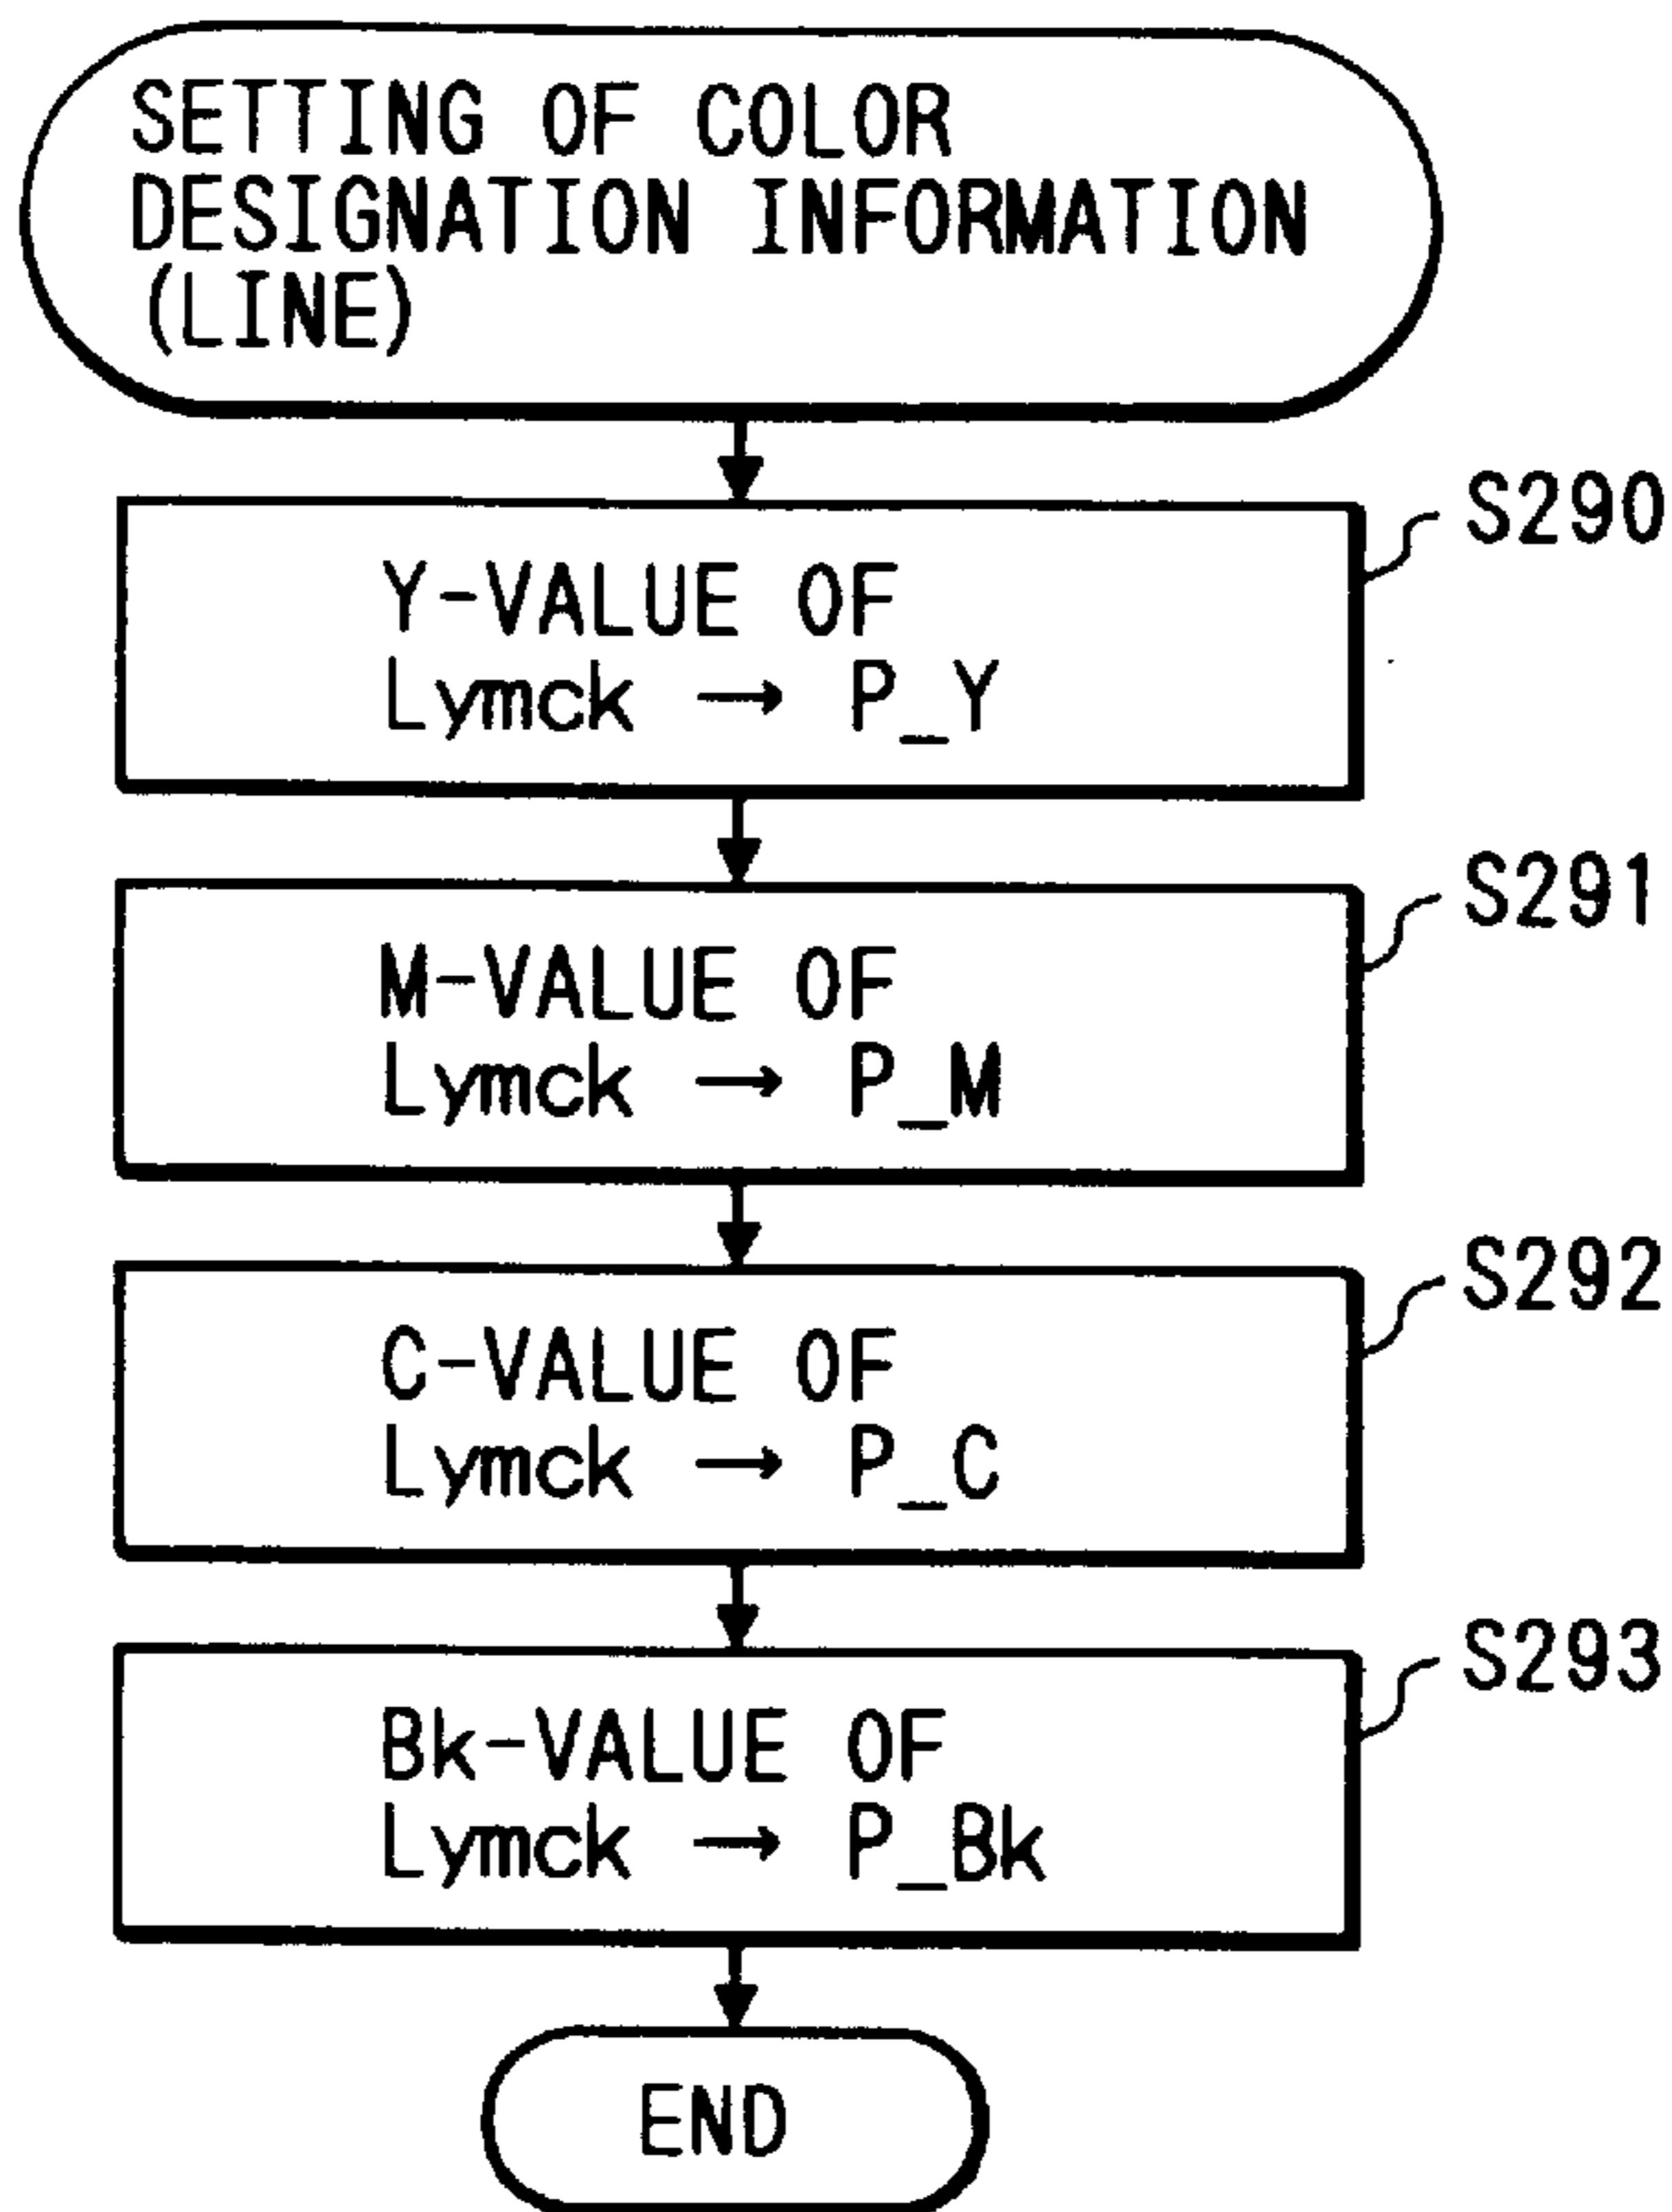 SETTING OF COLOR
DESIGNATION INFORMATION
(LINE)
S290
Y-VALUE OF
Lymck → P_Y
S291
M-VALUE OF
Lymck → P_M
S292
C-VALUE OF
Lymck → P_C
S293
Bk-VALUE OF
Lymck → P_Bk
END